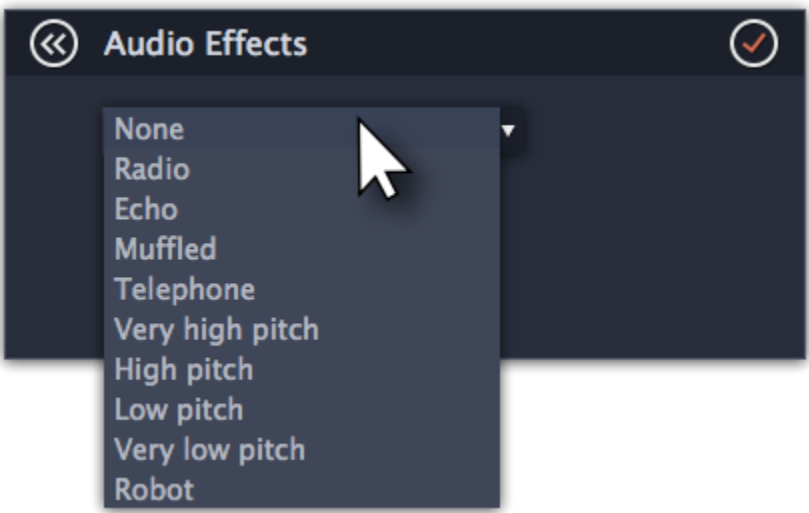 Audio Effects
None
Radio
Echo
Muffled
Telephone
Very high pitch
High pitch
Low pitch
Very low pitch
Robot